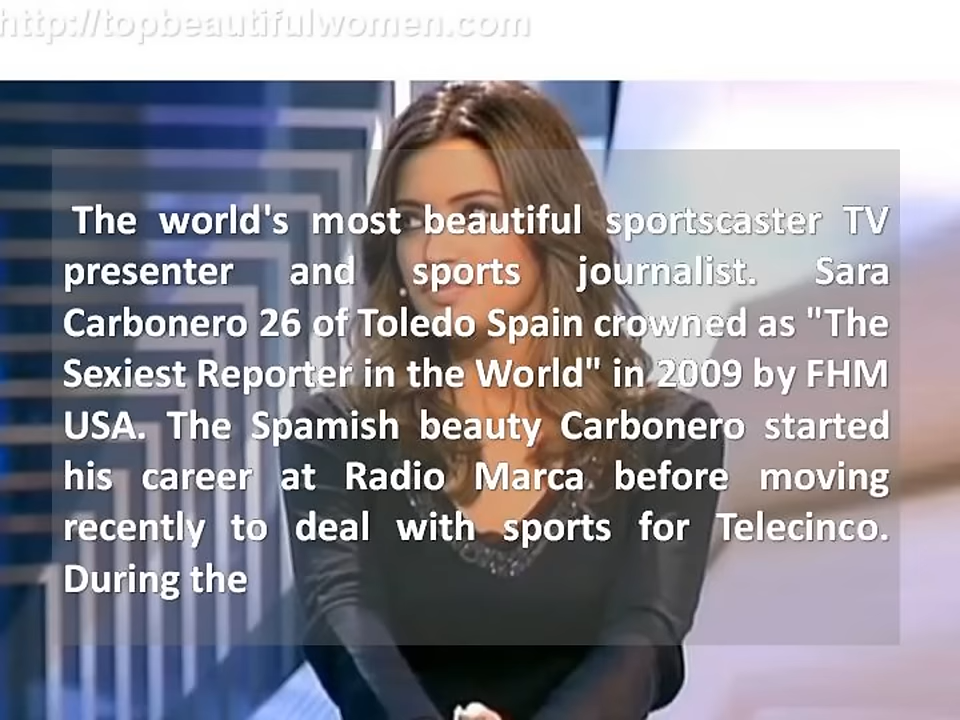 http://topbeautifulwomen.com
The world's most beautiful sportscaster TV
presenter and sports journalist. Sara
Carbonero 26 of Toledo Spain crowned as "The
Sexiest Reporter in the World" in 2009 by FHM
USA. The Spamish beauty Carbonero started
his career at Radio Marca before moving
recently to deal with sports for Telecinco.
During the